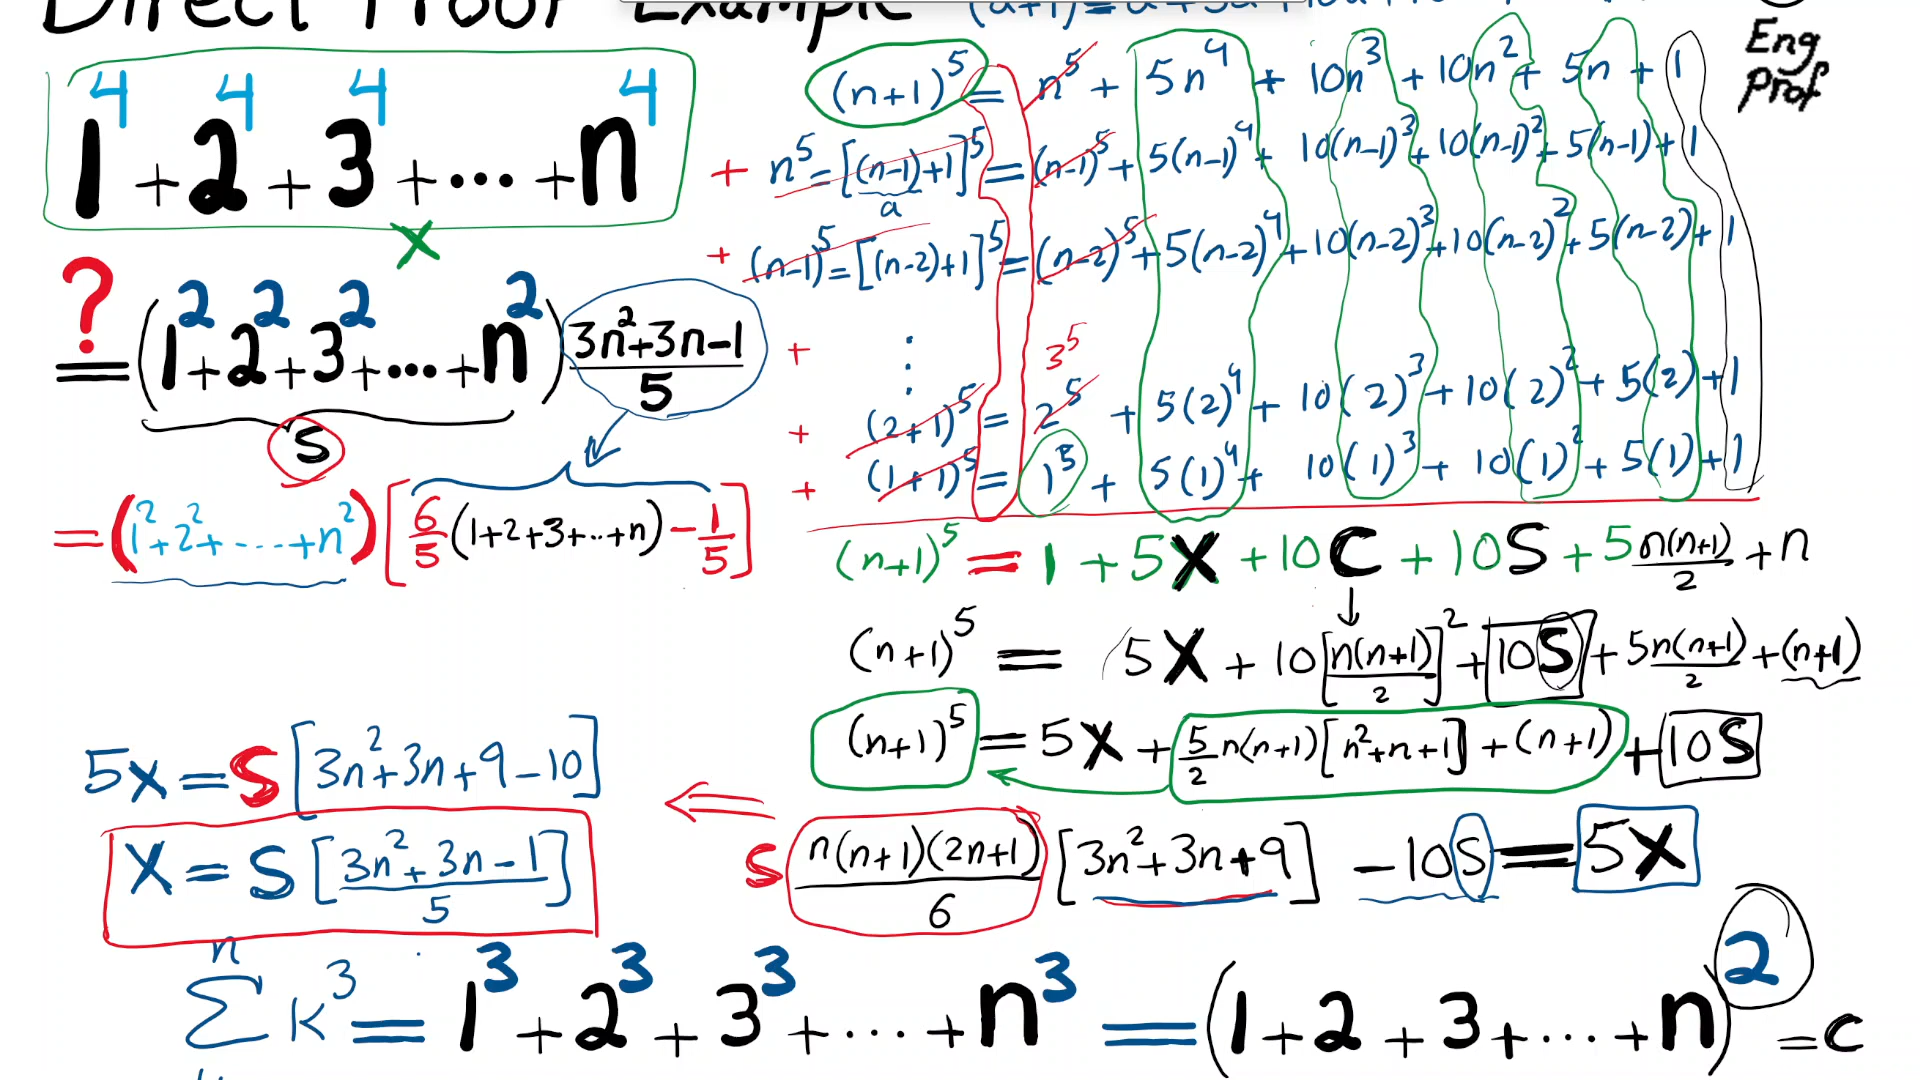 Direct Proof Example (a+1)
Eng
Prof
1⁴+2⁴+3⁴+⋯+n⁴
X
? = (1²+2²+3²+⋯+n²) (3n²+3n−1)/5
S
= (1²+2²+⋯+n²) [6/5 (1+2+3+⋯+n) − 1/5]
(n+1)⁵ = n⁵ + 5n⁴ + 10n³ + 10n² + 5n + 1
+ n⁵ = [(n−1)+1]⁵ = (n−1)⁵ + 5(n−1)⁴ + 10(n−1)³ + 10(n−1)² + 5(n−1) + 1
a
+ (n−1)⁵ = [(n−2)+1]⁵ = (n−2)⁵ + 5(n−2)⁴ + 10(n−2)³ + 10(n−2)² + 5(n−2) + 1
+ ⋮ 3⁵
+ (2+1)⁵ = 2⁵ + 5(2)⁴ + 10(2)³ + 10(2)² + 5(2) + 1
+ (1+1)⁵ = 1⁵ + 5(1)⁴ + 10(1)³ + 10(1)² + 5(1) + 1
(n+1)⁵ = 1 + 5X + 10C + 10S + 5 n(n+1)/2 + n
↓
(n+1)⁵ = 5X + 10[n(n+1)/2]² + 10S + 5n(n+1)/2 + (n+1)
(n+1)⁵ = 5X + 5/2 n(n+1)[n²+n+1] + (n+1) + 10S
S n(n+1)(2n+1)/6 [3n²+3n+9] − 10S = 5X
5X = S[3n²+3n+9−10]
X = S[(3n²+3n−1)/5]
n
∑ k³ = 1³+2³+3³+⋯+n³ = (1+2+3+⋯+n)² = C